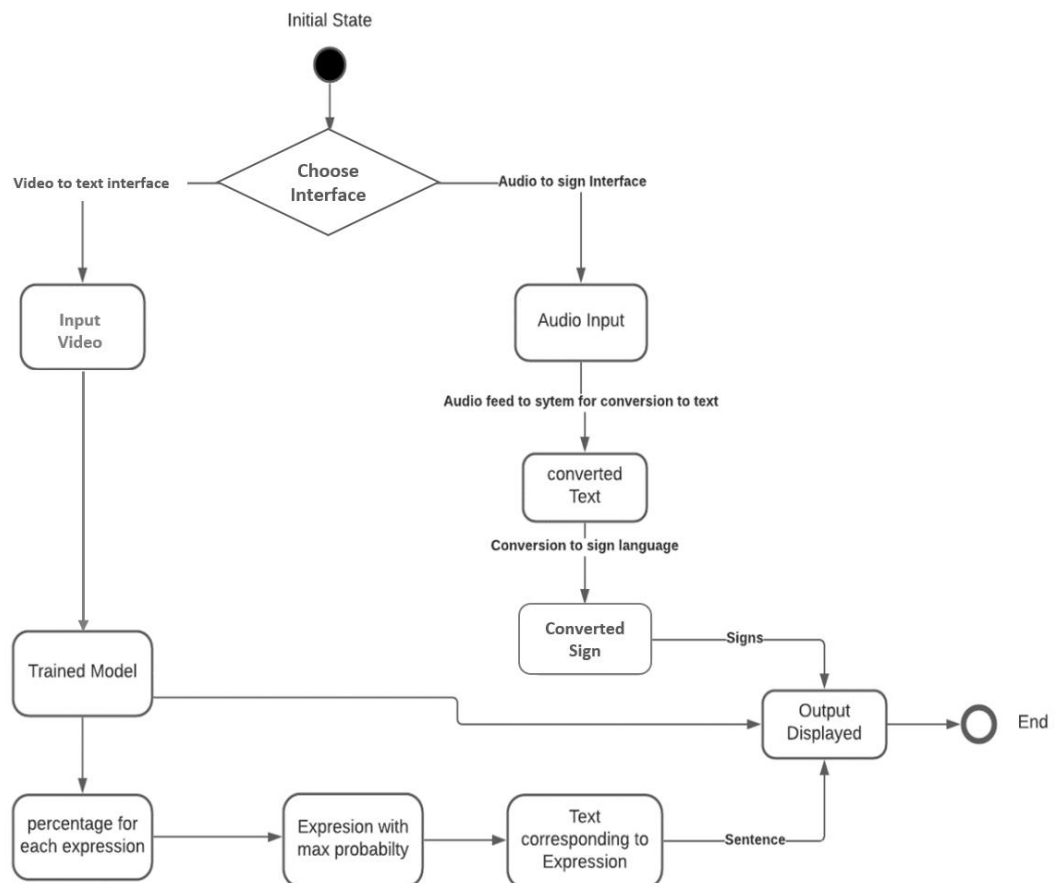 Initial State
Choose
Interface
Video to text interface
Audio to sign Interface
Input
Video
Audio Input
Audio feed to sytem for conversion to text
converted
Text
Conversion to sign language
Converted
Sign
Signs
Trained Model
Output
Displayed
End
percentage for
each expression
Expresion with
max probabilty
Text
corresponding to
Expression
Sentence